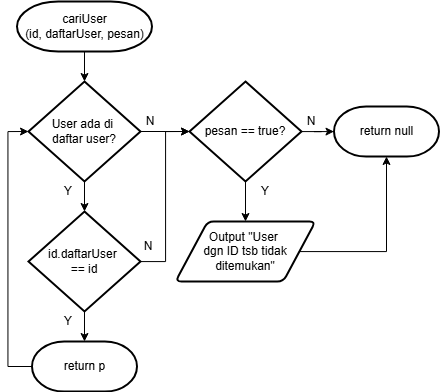 cariUser
(id, daftarUser, pesan)
User ada di
daftar user?
N
pesan == true?
N
return null
Y
Y
id.daftarUser
== id
N
Output "User
dgn ID tsb tidak
ditemukan"
Y
return p